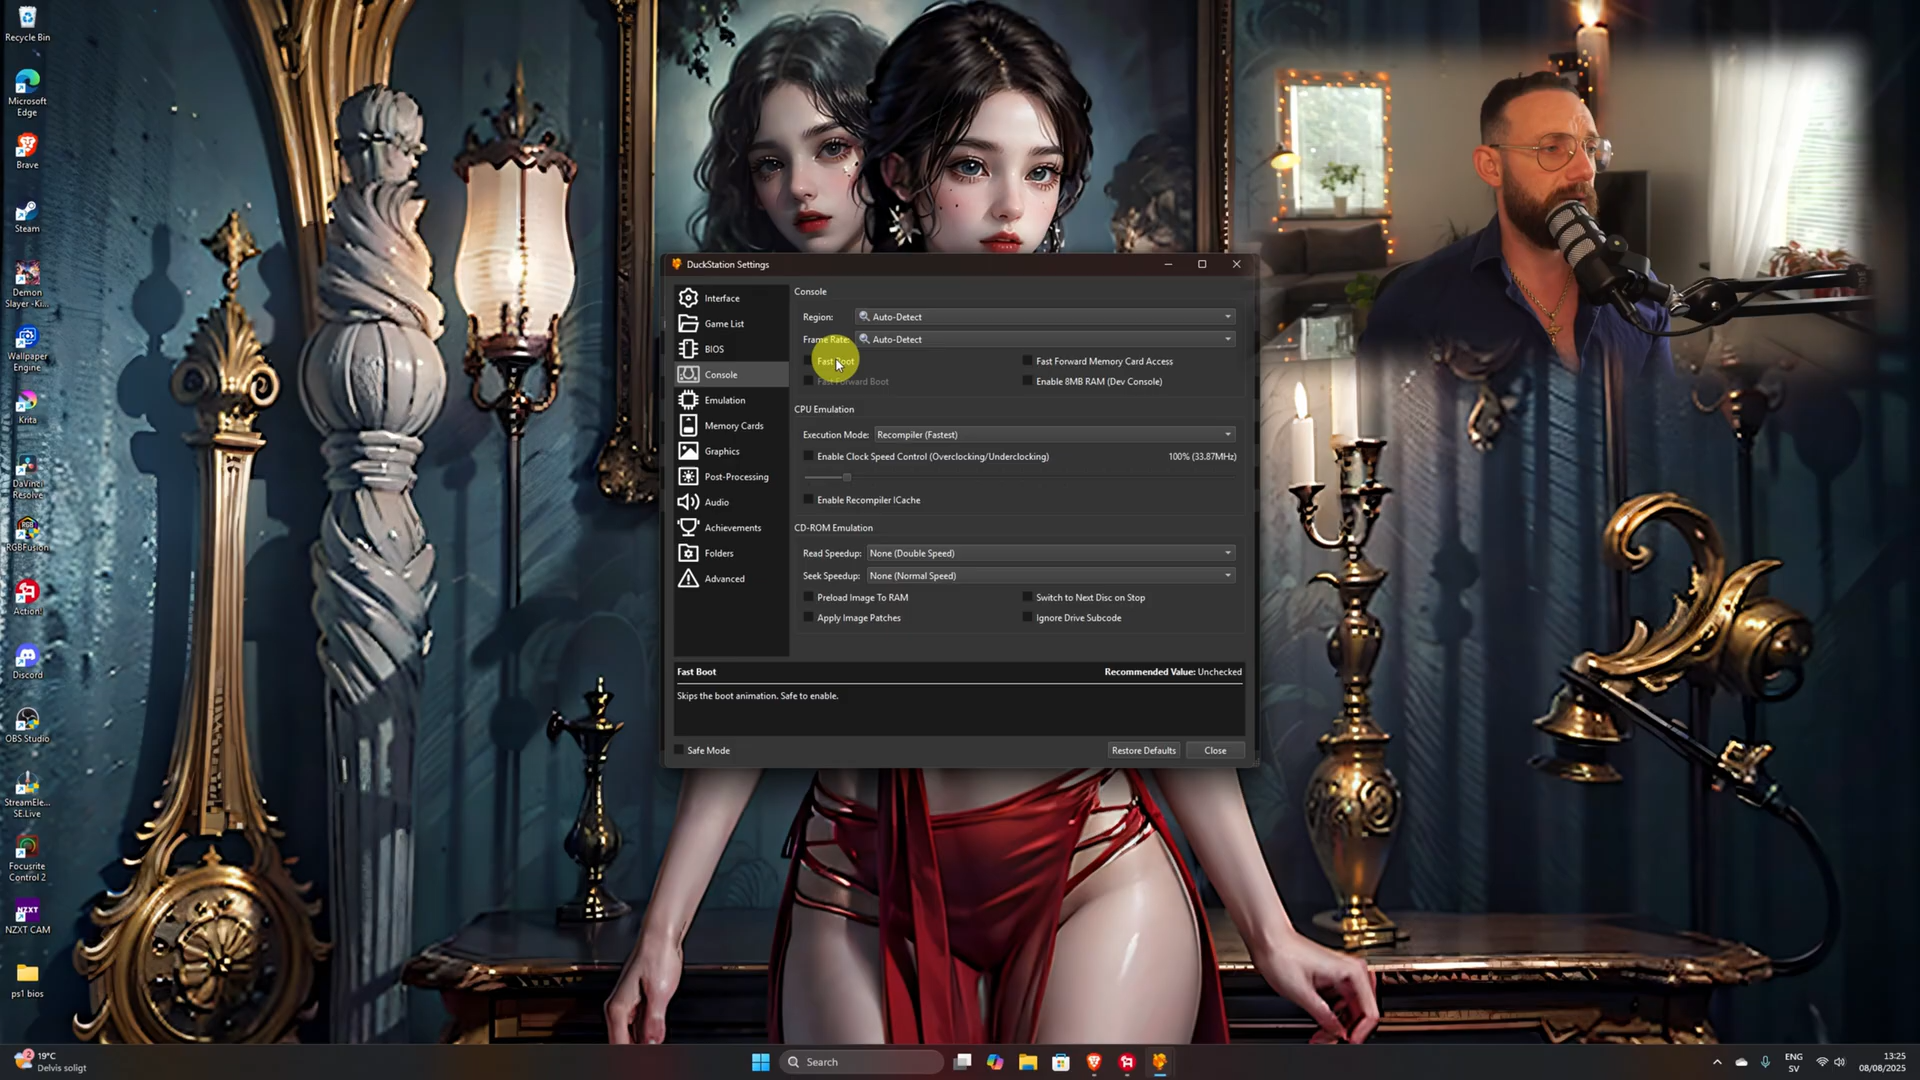 Recycle Bin
Microsoft
Edge
Brave
Steam
Demon
Slayer -Ki...
Wallpaper
Engine
Krita
DaVinci
Resolve
RGBFusion
Action!
Discord
OBS Studio
StreamEle...
SE.Live
Focusrite
Control 2
NZXT
NZXT CAM
ps1 bios
DuckStation Settings
Interface
Game List
BIOS
Console
Emulation
Memory Cards
Graphics
Post-Processing
Audio
Achievements
Folders
Advanced
Console
Region: Auto-Detect
Frame Rate: Auto-Detect
Fast Boot
Fast Forward Memory Card Access
Fast Forward Boot
Enable 8MB RAM (Dev Console)
CPU Emulation
Execution Mode: Recompiler (Fastest)
Enable Clock Speed Control (Overclocking/Underclocking) 100% (33.87MHz)
Enable Recompiler ICache
CD-ROM Emulation
Read Speedup: None (Double Speed)
Seek Speedup: None (Normal Speed)
Preload Image To RAM
Switch to Next Disc on Stop
Apply Image Patches
Ignore Drive Subcode
Fast Boot Recommended Value: Unchecked
Skips the boot animation. Safe to enable.
Safe Mode
Restore Defaults
Close
2
19°C
Delvis soligt
Search
ENG
SV
13:25
08/08/2025